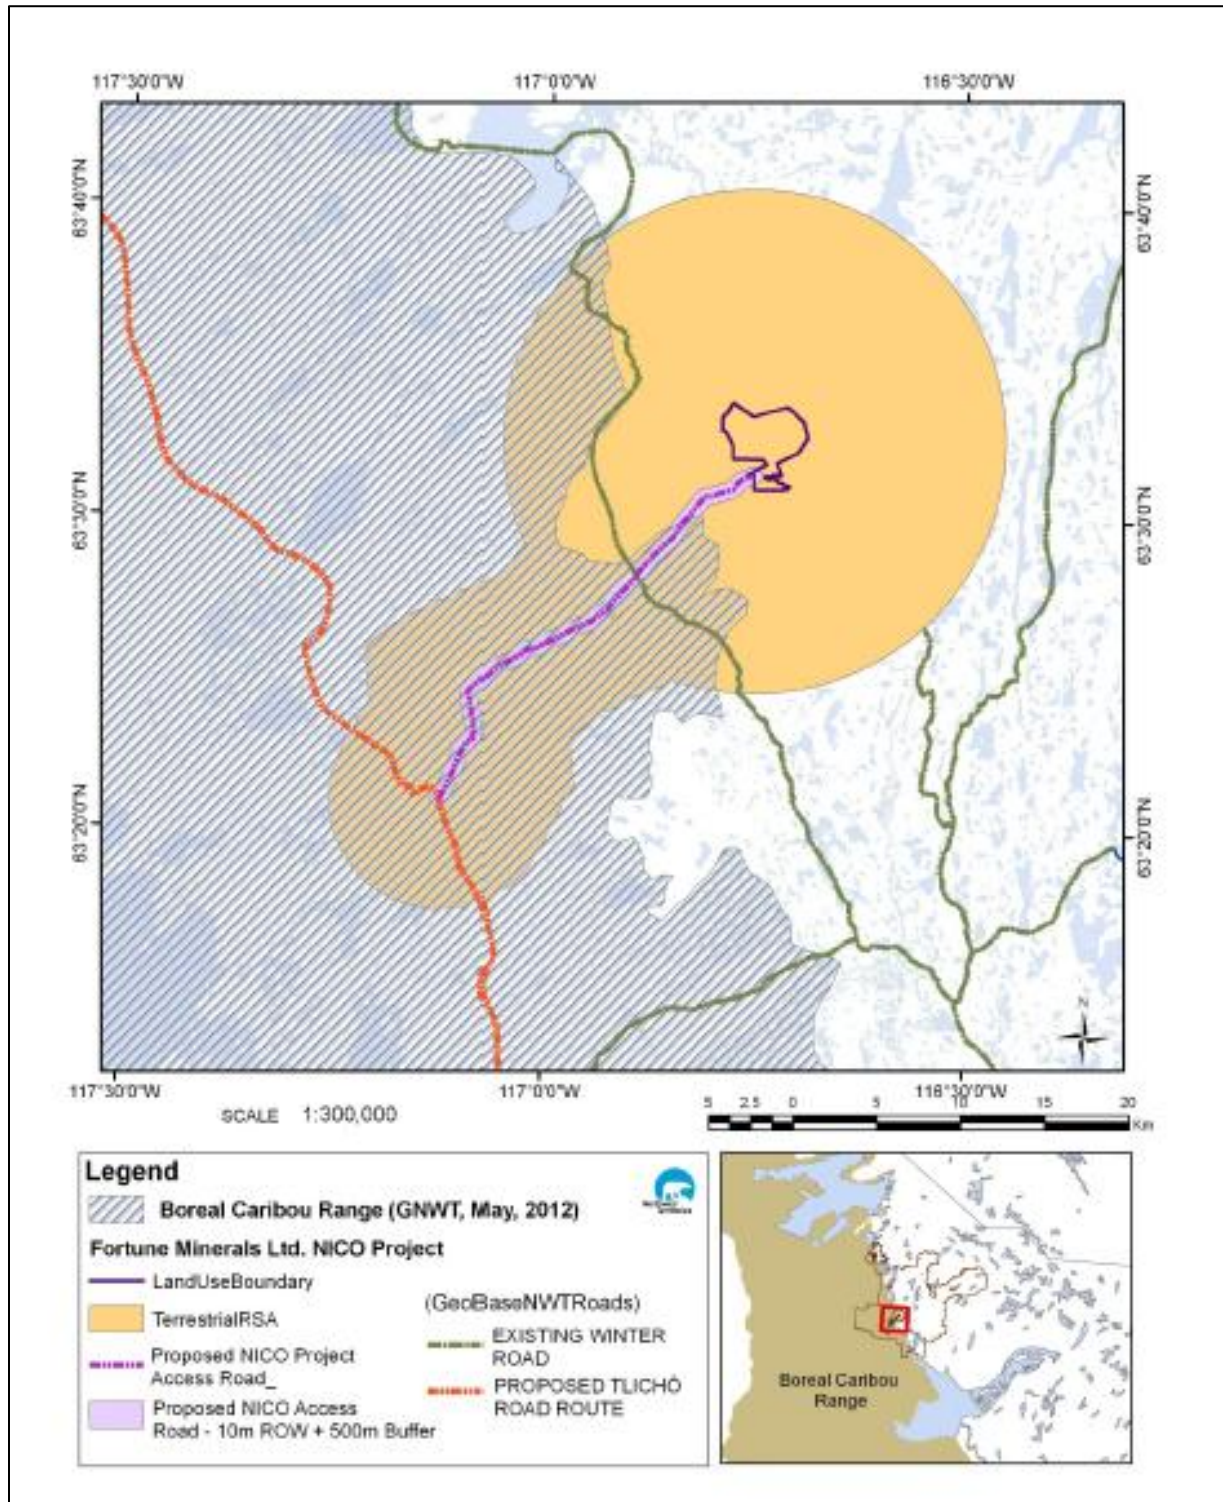 117°30'0"W 117°0'0"W 116°30'0"W
63°40'0"N 63°40'0"N
63°30'0"N 63°30'0"N
63°20'0"N 63°20'0"N
N
117°30'0"W 117°0'0"W 116°30'0"W
SCALE 1:300,000
5 2.5 0 5 10 15 20
Km
Legend
Boreal Caribou Range (GNWT, May, 2012)
Fortune Minerals Ltd. NICO Project
LandUseBoundary
TerrestrialRSA
Proposed NICO Project
Access Road_
Proposed NICO Access
Road - 10m ROW + 500m Buffer
(GeoBaseNWTRoads)
EXISTING WINTER
ROAD
PROPOSED TLICHO
ROAD ROUTE
Boreal Caribou
Range